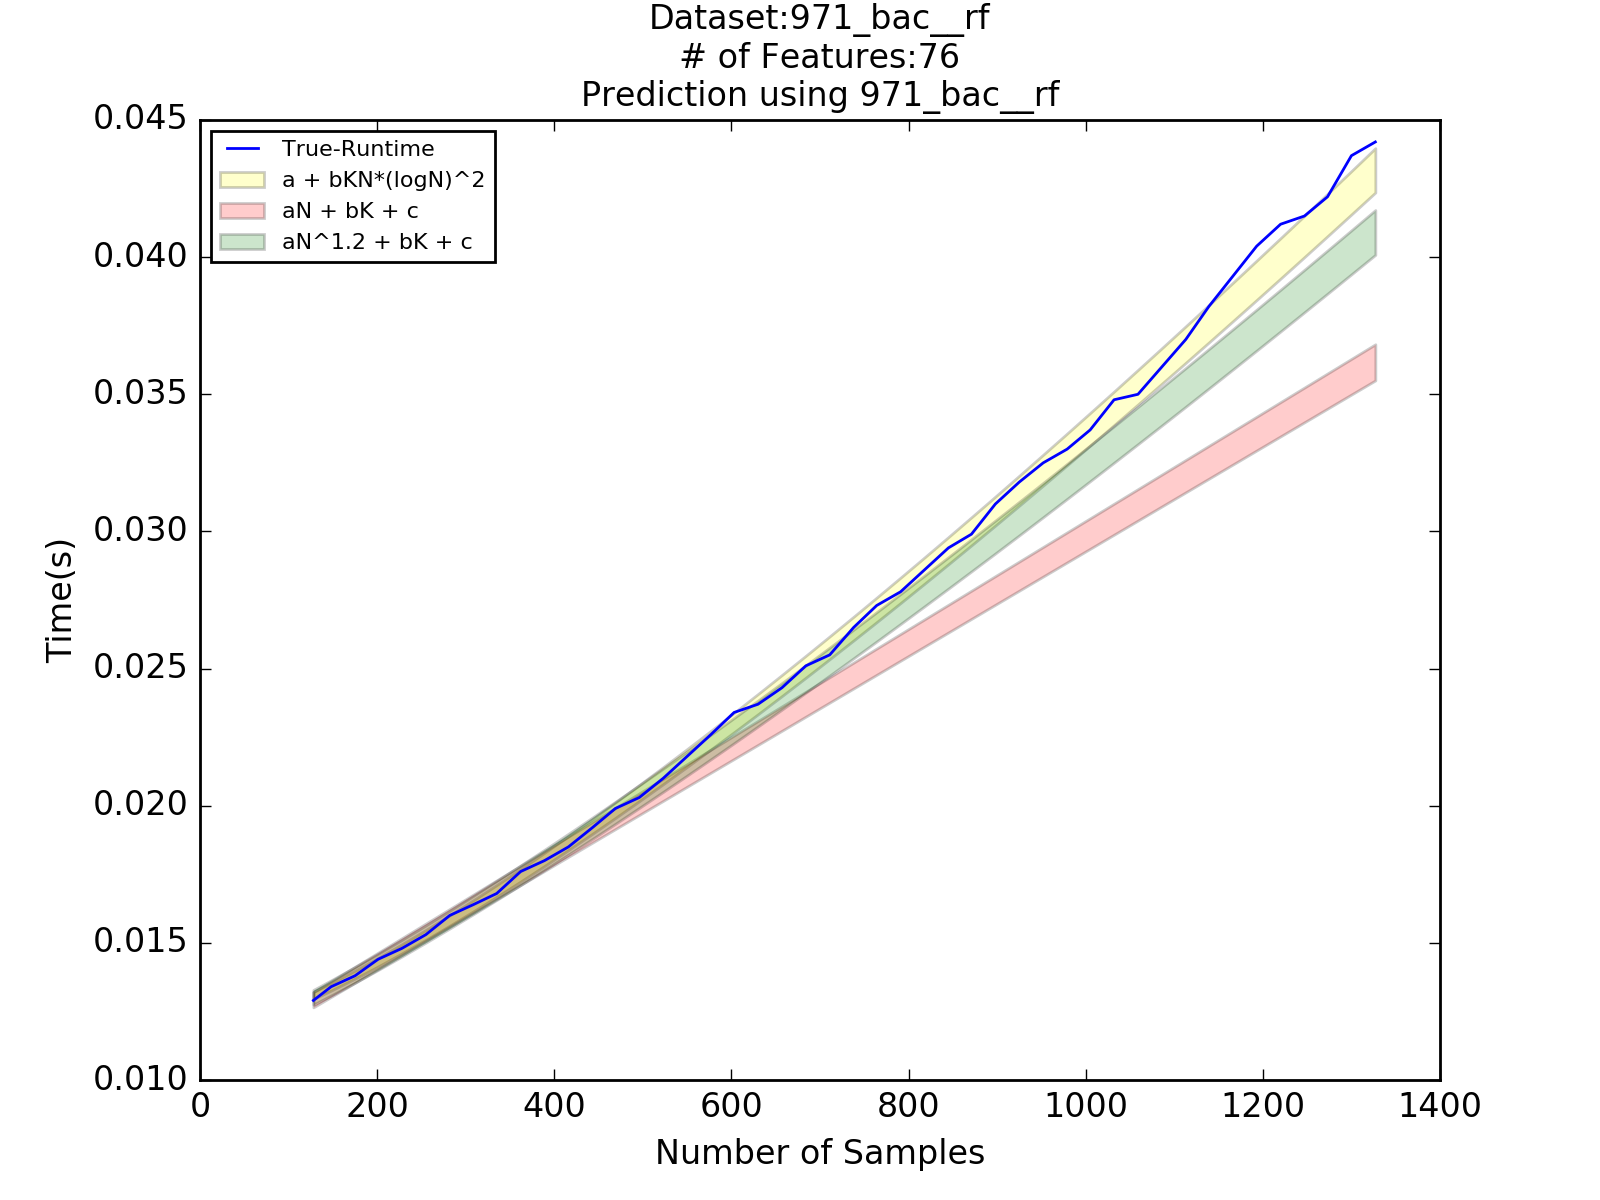 Dataset:971_bac__rf
# of Features:76
Prediction using 971_bac__rf
0.045
0.040
0.035
0.030
0.025
0.020
0.015
0.010
Time(s)
True-Runtime
a + bKN*(logN)^2
aN + bK + c
aN^1.2 + bK + c
0 200 400 600 800 1000 1200 1400
Number of Samples